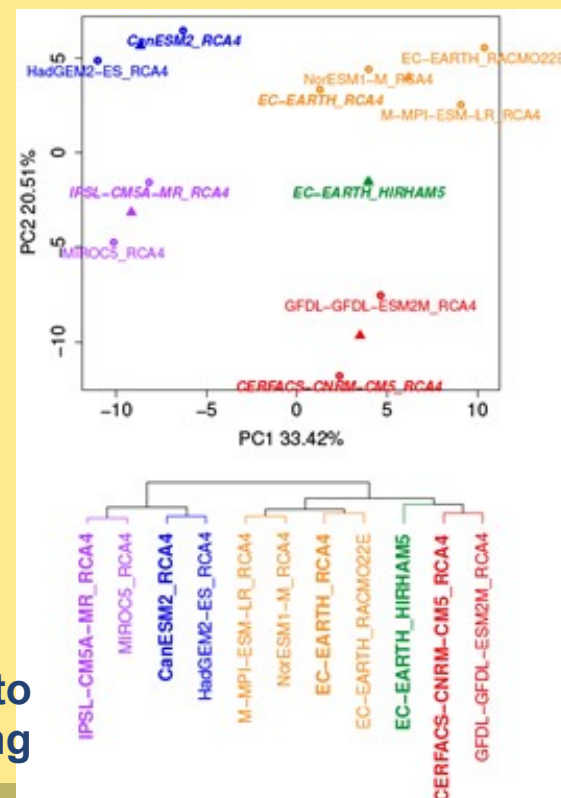 CanESM2_RCA4
HadGEM2-ES_RCA4
EC-EARTH_RACMO22E
NorESM1-M_RCA4
EC-EARTH_RCA4
M-MPI-ESM-LR_RCA4
IPSL-CM5A-MR_RCA4
EC-EARTH_HIRHAM5
MIROC5_RCA4
GFDL-GFDL-ESM2M_RCA4
CERFACS-CNRM-CM5_RCA4
PC2 20.51%
5
0
-5
-10
-10 -5 0 5 10
PC1 33.42%
IPSL-CM5A-MR_RCA4
MIROC5_RCA4
CanESM2_RCA4
HadGEM2-ES_RCA4
M-MPI-ESM-LR_RCA4
NorESM1-M_RCA4
EC-EARTH_RCA4
EC-EARTH_RACMO22E
EC-EARTH_HIRHAM5
CERFACS-CNRM-CM5_RCA4
GFDL-GFDL-ESM2M_RCA4
to